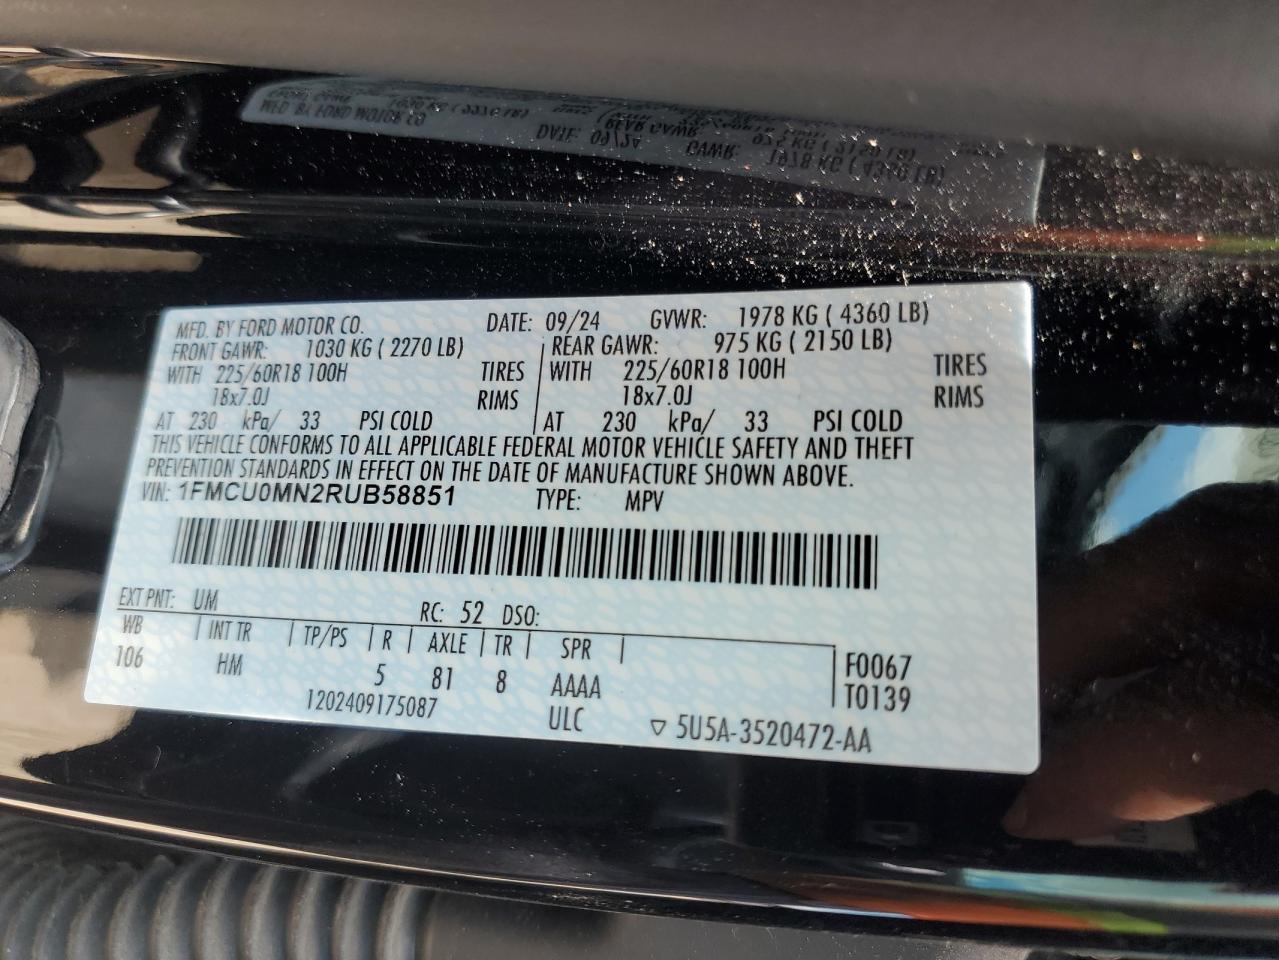 MFD. BY FORD MOTOR CO. DATE: 09/24 GVWR: 1978 KG ( 4360 LB)
FRONT GAWR: 1030 KG ( 2270 LB) REAR GAWR: 975 KG ( 2150 LB)
WITH 225/60R18 100H TIRES WITH 225/60R18 100H TIRES
18x7.0J RIMS 18x7.0J RIMS
AT 230 kPa/ 33 PSI COLD AT 230 kPa/ 33 PSI COLD
THIS VEHICLE CONFORMS TO ALL APPLICABLE FEDERAL MOTOR VEHICLE SAFETY AND THEFT
PREVENTION STANDARDS IN EFFECT ON THE DATE OF MANUFACTURE SHOWN ABOVE.
VIN: 1FMCU0MN2RUB58851 TYPE: MPV
EXT PNT: UM RC: 52 DSO:
WB INT TR TP/PS R AXLE TR SPR
106 HM 5 81 8 AAAA F0067
1202409175087 ULC T0139
▽ 5U5A-3520472-AA